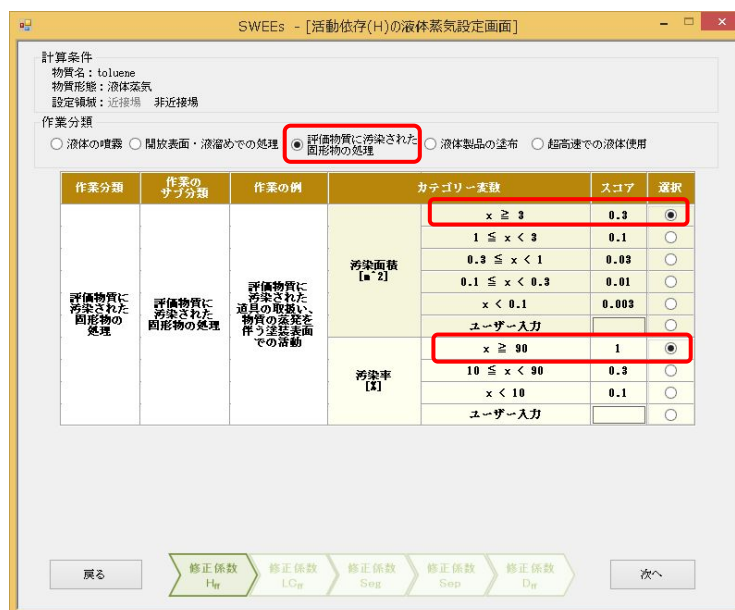 SWEEs - [活動依存(H)の液体蒸気設定画面]
計算条件
物質名：toluene
物質形態：液体蒸気
設定領域：近接場 非近接場
作業分類
液体の噴霧
開放表面・液溜めでの処理
評価物質に汚染された
固形物の処理
液体製品の塗布
超高速での液体使用
作業分類
作業の
サブ分類
作業の例
カテゴリー変数
スコア
選択
評価物質に
汚染された
固形物の
処理
評価物質に
汚染された
固形物の処理
評価物質に
汚染された
道具の取扱い、
物質の蒸発を
伴う塗装表面
での活動
汚染面積
[m^2]
x ≧ 3 0.3
1 ≦ x < 3 0.1
0.3 ≦ x < 1 0.03
0.1 ≦ x < 0.3 0.01
x < 0.1 0.003
ユーザー入力
汚染率
[%]
x ≧ 90 1
10 ≦ x < 90 0.3
x < 10 0.1
ユーザー入力
戻る
修正係数
Hff
修正係数
LCff
修正係数
Seg
修正係数
Sep
修正係数
Dff
次へ